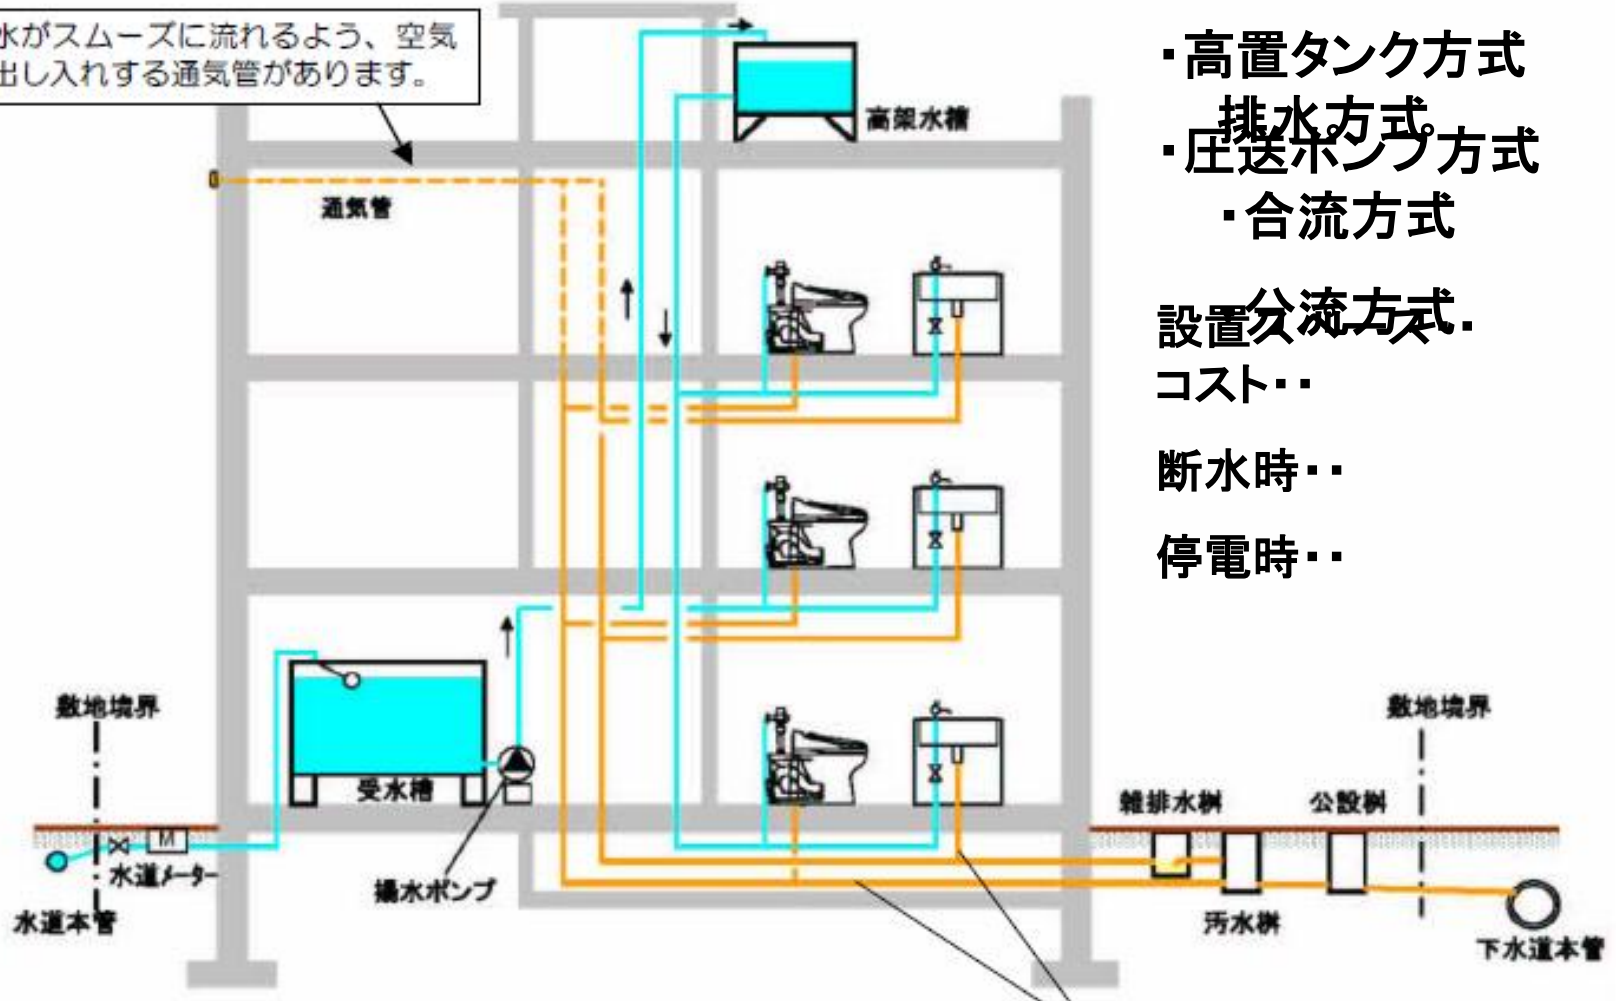 水がスムーズに流れるよう、空気
出し入れする通気管があります。
・高置タンク方式
排水方式
・圧送ポンプ方式
・合流方式
分流方式
設置スペース・・
コスト・・
断水時・・
停電時・・
高架水槽
通気管
敷地境界
敷地境界
受水槽
雑排水桝
公設桝
M
水道メーター
揚水ポンプ
水道本管
汚水桝
下水道本管